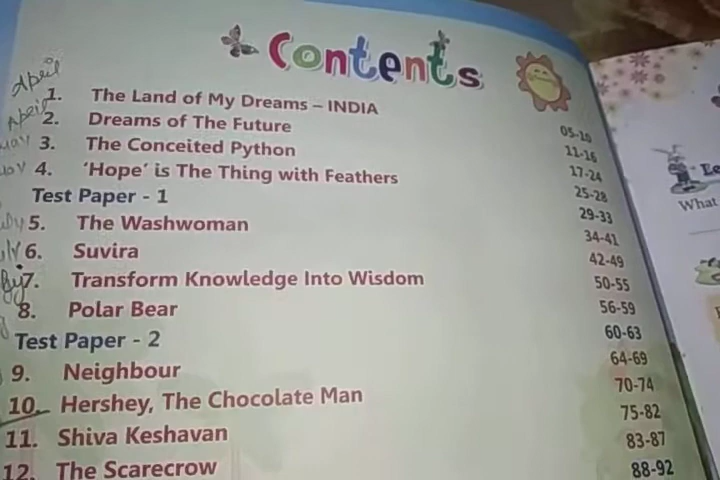 Contents
April
1. The Land of My Dreams – INDIA 05-10
April
2. Dreams of The Future 11-16
3. The Conceited Python 17-24
4. ‘Hope’ is The Thing with Feathers 25-28
Test Paper - 1 29-33
5. The Washwoman 34-41
6. Suvira 42-49
7. Transform Knowledge Into Wisdom 50-55
8. Polar Bear 56-59
Test Paper - 2 60-63
9. Neighbour 64-69
10. Hershey, The Chocolate Man 70-74
11. Shiva Keshavan 75-82
12. The Scarecrow 83-87
88-92
Le
What